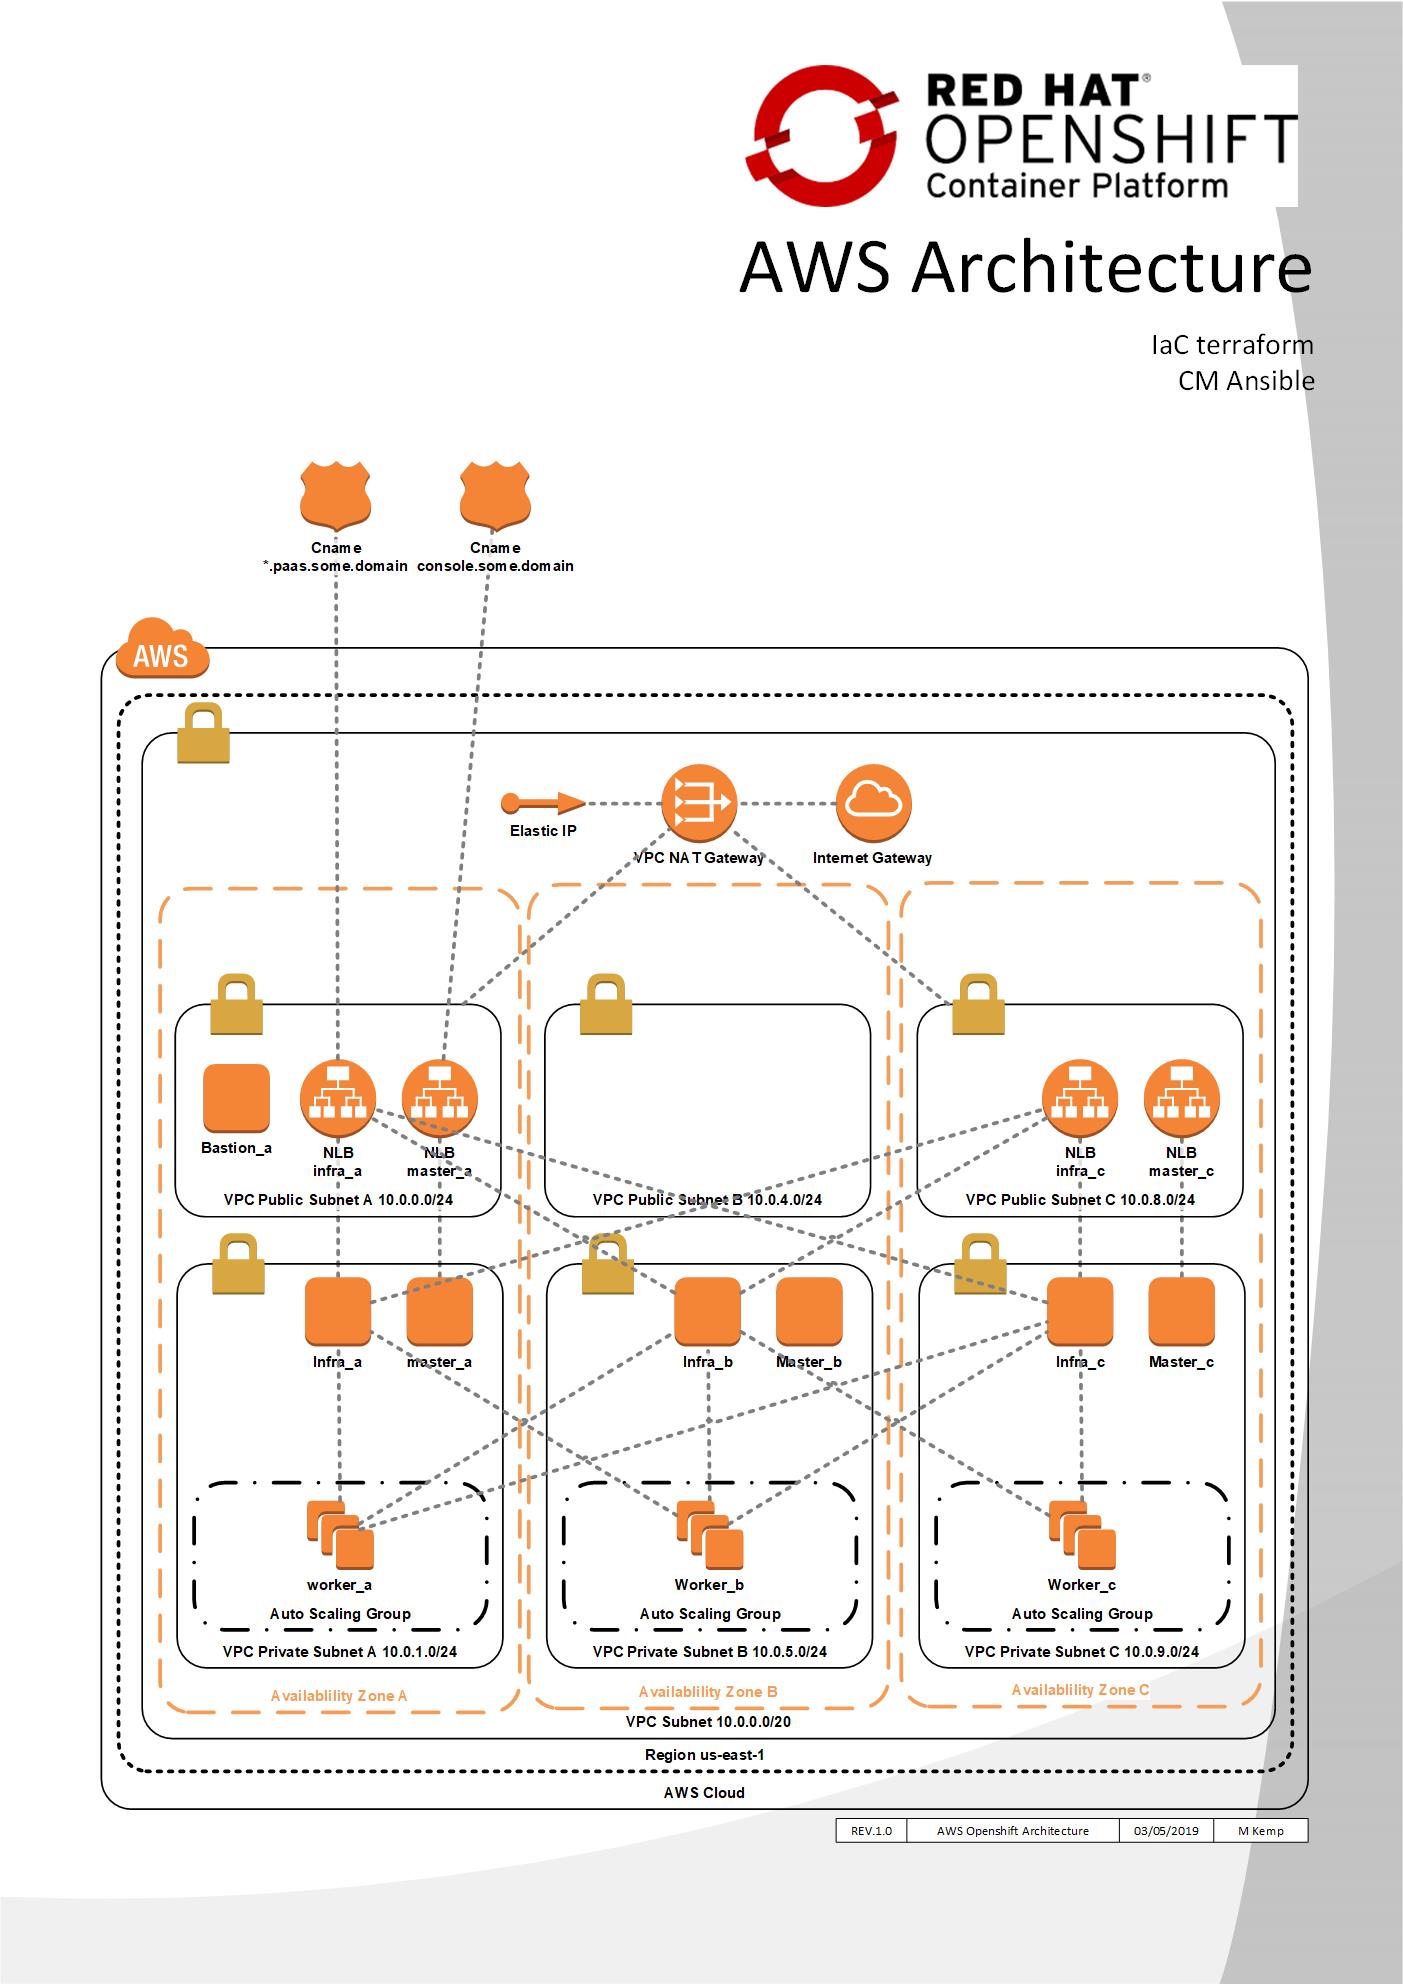 RED HAT®
OPENSHIFT
Container Platform
AWS Architecture
IaC terraform
CM Ansible
Cname
*.paas.some.domain
Cname
console.some.domain
AWS
Elastic IP
VPC NAT Gateway
Internet Gateway
Bastion_a
NLB
infra_a
NLB
master_a
VPC Public Subnet A 10.0.0.0/24
VPC Public Subnet B 10.0.4.0/24
NLB
infra_c
NLB
master_c
VPC Public Subnet C 10.0.8.0/24
Infra_a
master_a
Infra_b
Master_b
Infra_c
Master_c
worker_a
Auto Scaling Group
VPC Private Subnet A 10.0.1.0/24
Worker_b
Auto Scaling Group
VPC Private Subnet B 10.0.5.0/24
Worker_c
Auto Scaling Group
VPC Private Subnet C 10.0.9.0/24
Availablility Zone A
Availablility Zone B
Availablility Zone C
VPC Subnet 10.0.0.0/20
Region us-east-1
AWS Cloud
REV.1.0
AWS Openshift Architecture
03/05/2019
M Kemp